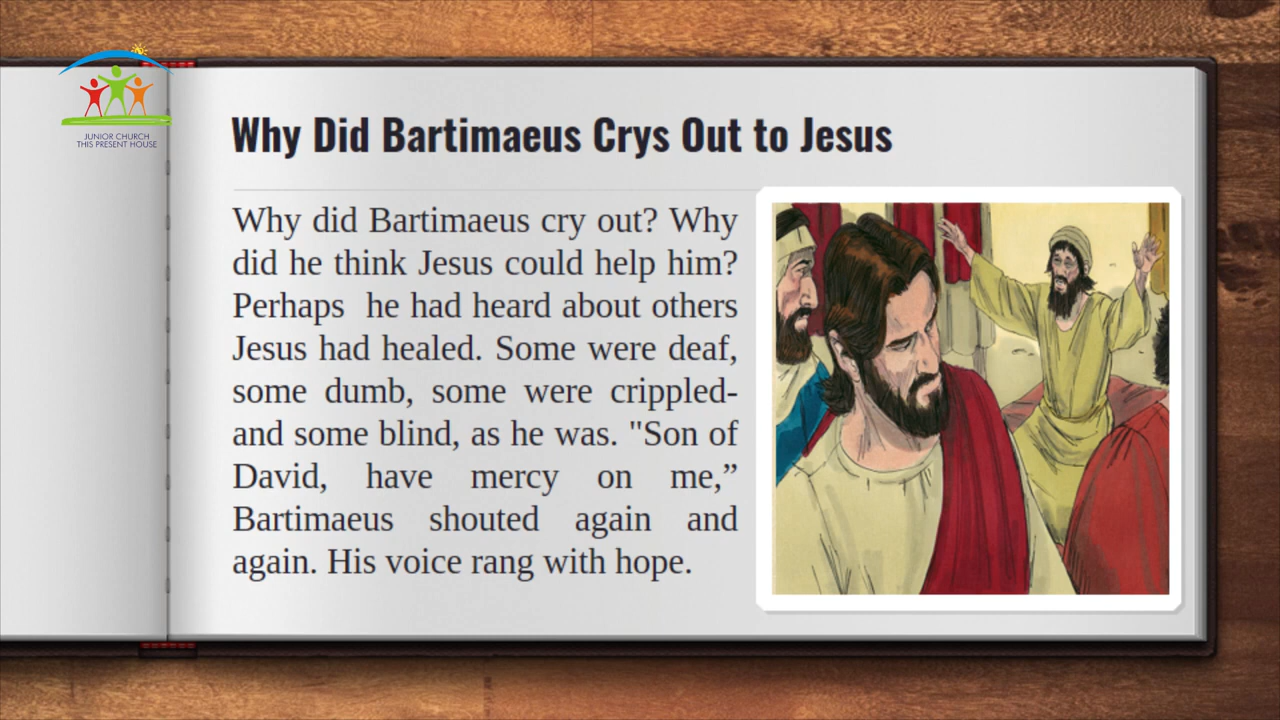 JUNIOR CHURCH
THIS PRESENT HOUSE
Why Did Bartimaeus Crys Out to Jesus
Why did Bartimaeus cry out? Why
did he think Jesus could help him?
Perhaps  he had heard about others
Jesus had healed. Some were deaf,
some dumb, some were crippled-
and some blind, as he was. "Son of
David, have mercy on me,”
Bartimaeus shouted again and
again. His voice rang with hope.